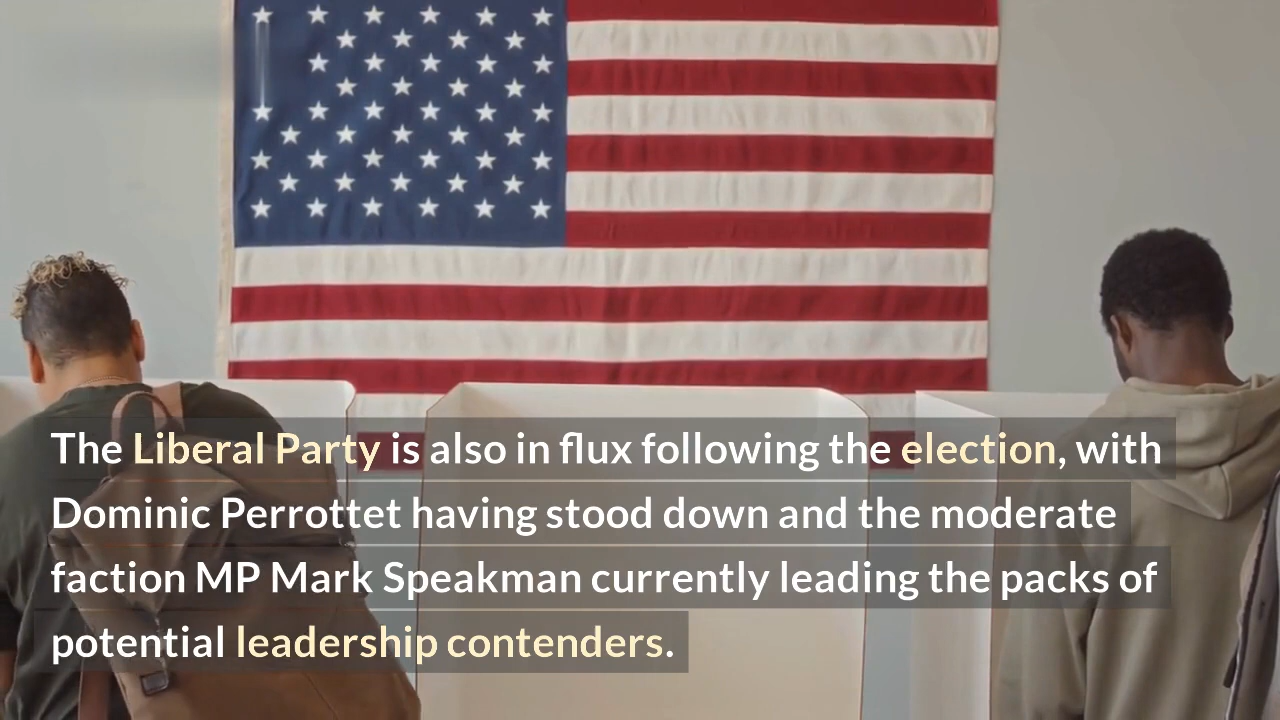 The Liberal Party is also in flux following the election, with
Dominic Perrottet having stood down and the moderate
faction MP Mark Speakman currently leading the packs of
potential leadership contenders.